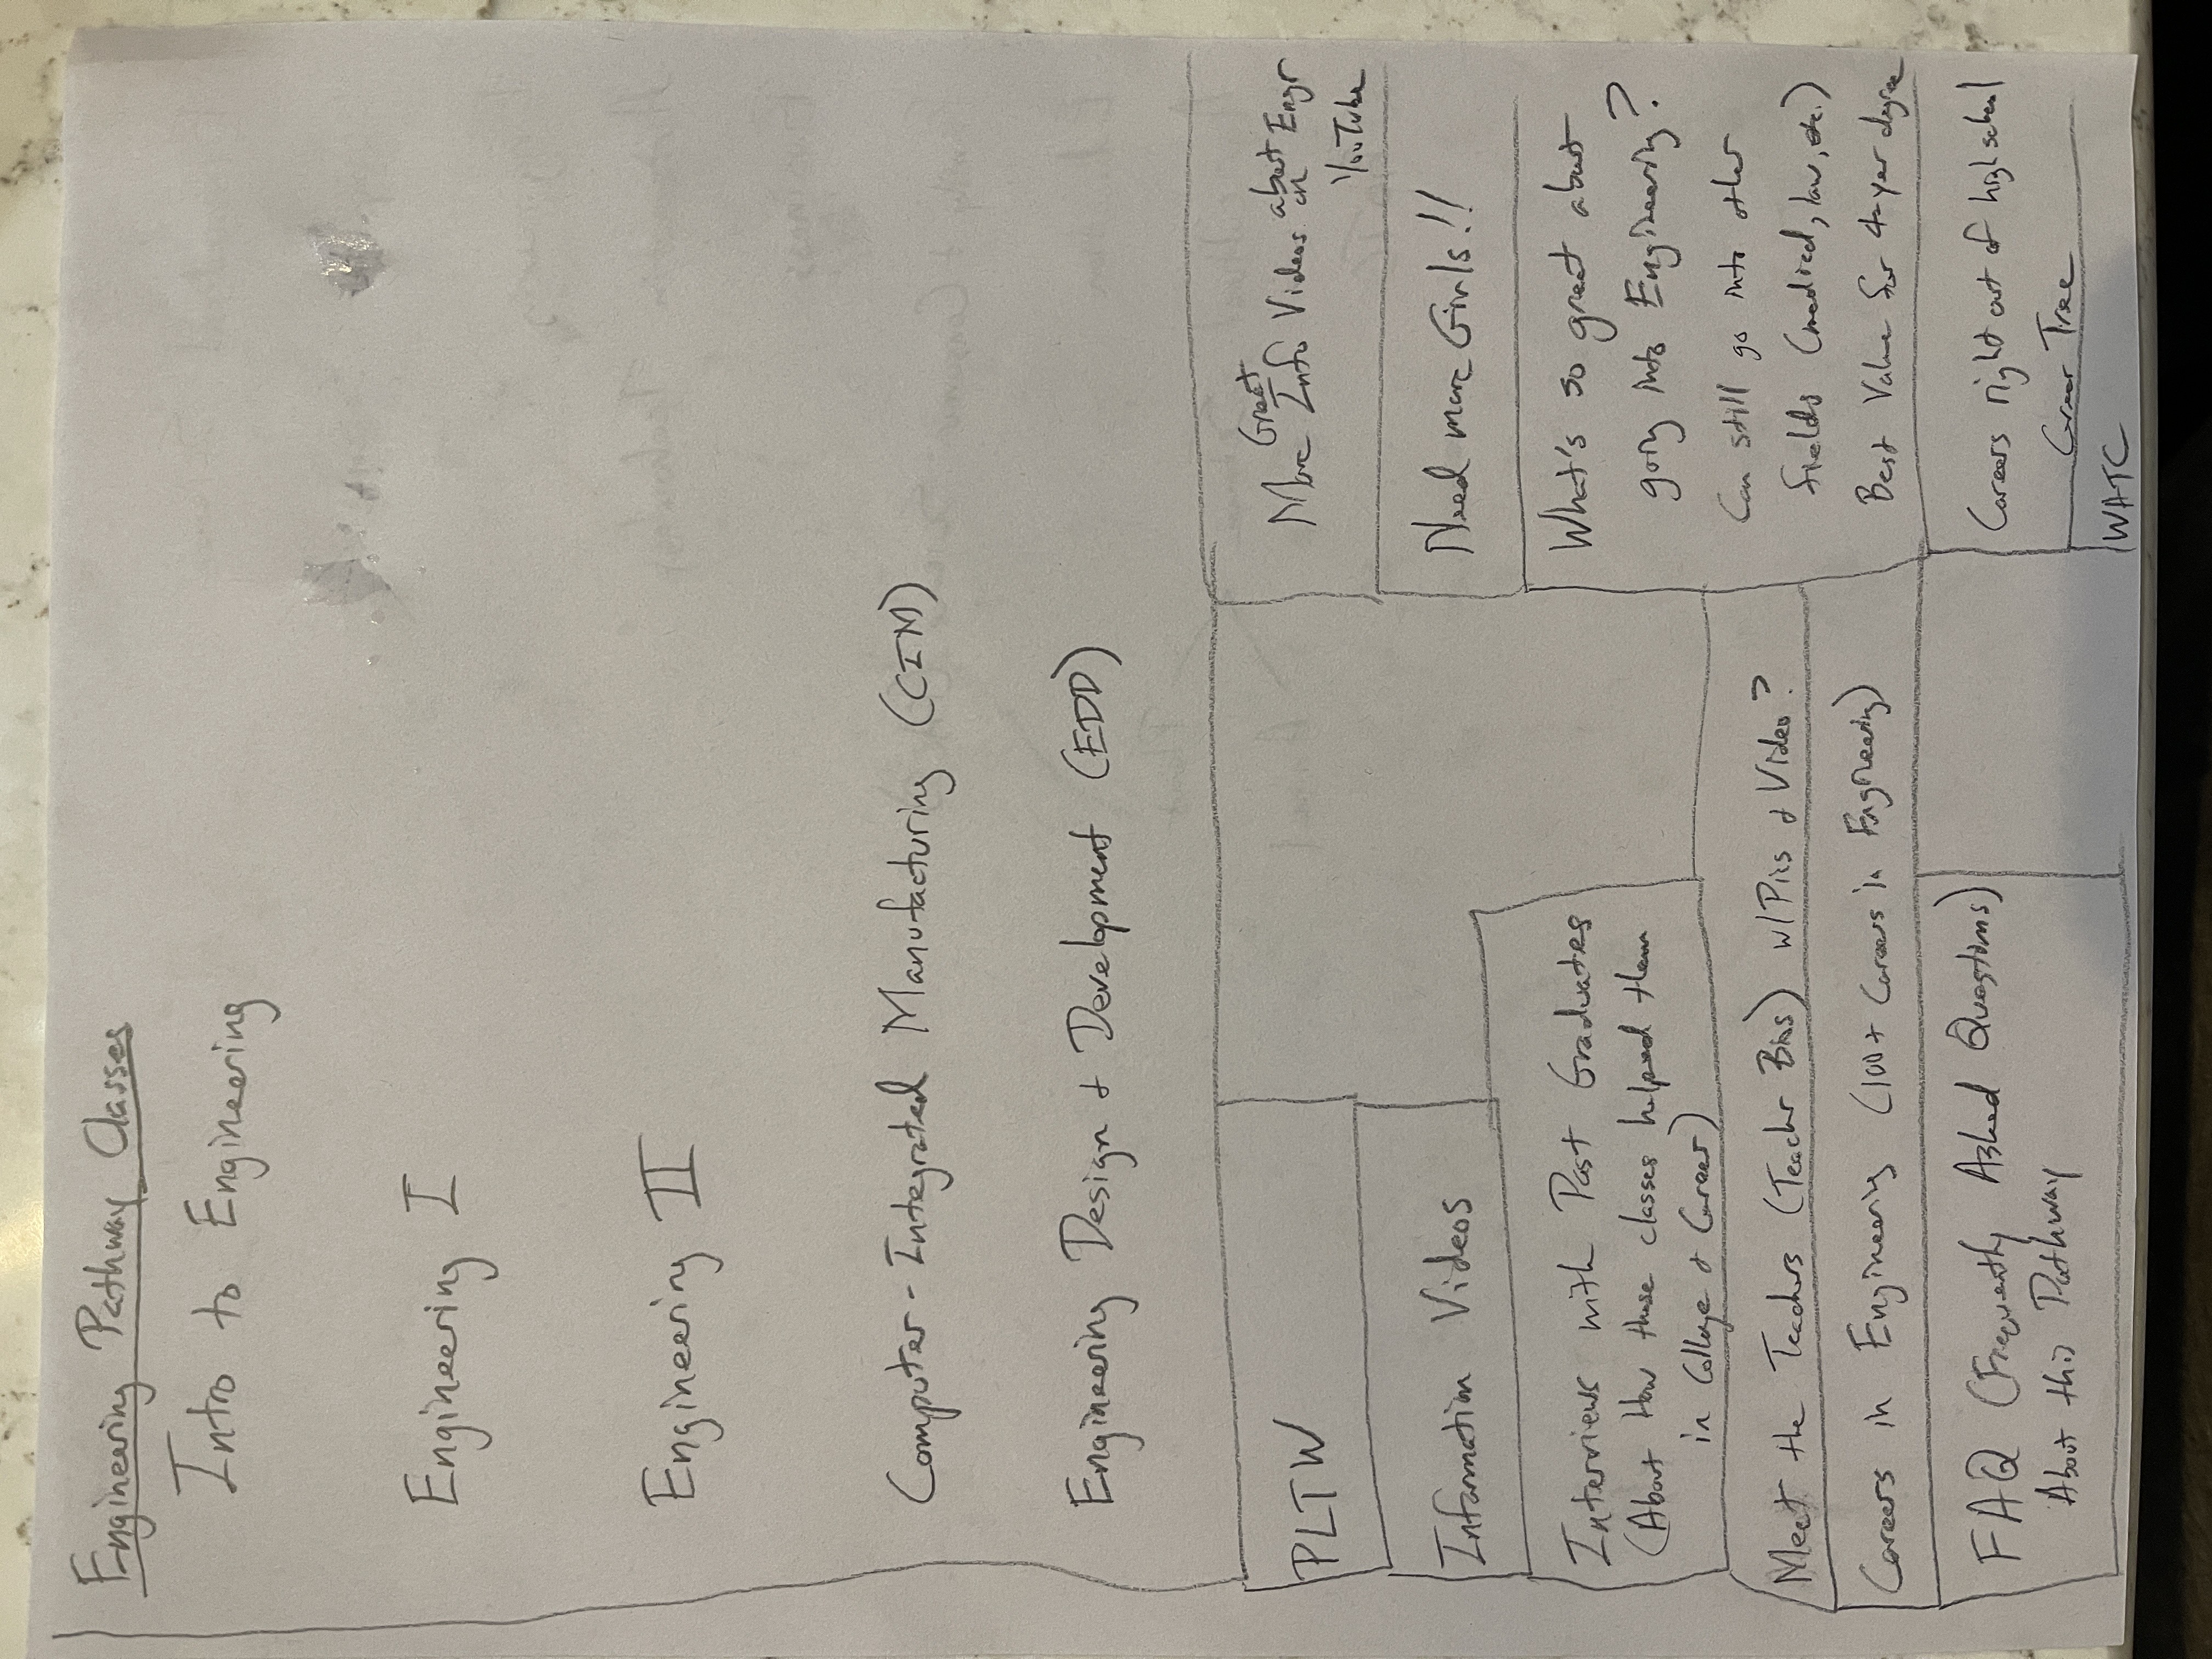 Engineering Pathway Classes
Intro to Engineering
Engineering I
Engineering II
Computer-Integrated Manufacturing (CIM)
Engineering Design & Development (EDD)
PLTW
Information Videos
Interviews with Past Graduates
(About How these classes helped them
in College & Career)
Meet the Teachers (Teacher Bios) w/Pics & Video?
Careers in Engineering (100+ Careers in Engineering)
FAQ (Frequently Asked Questions)
About this Pathway
Great
More Info Videos about Engr
on
YouTube
Need more Girls!!
What's so great about
going into Engineering?
Can still go into other
fields (medical, law, etc.)
Best Value for 4-year degree
Careers right out of high school
Career Tree
WATC